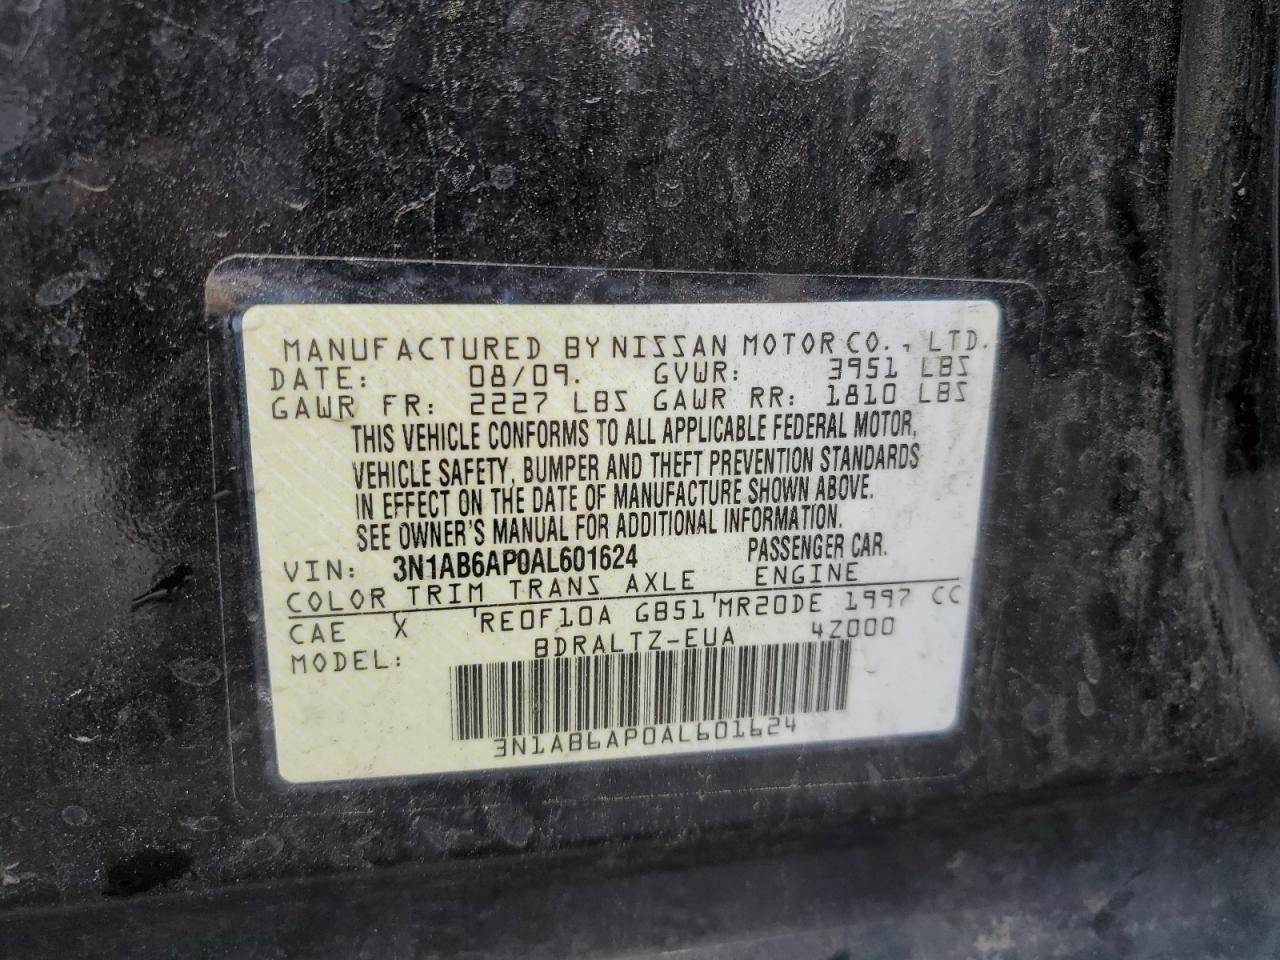 MANUFACTURED BY NISSAN MOTOR CO., LTD.
DATE: 08/09. GVWR: 3951 LBS
GAWR FR: 2227 LBS GAWR RR: 1810 LBS
THIS VEHICLE CONFORMS TO ALL APPLICABLE FEDERAL MOTOR,
VEHICLE SAFETY, BUMPER AND THEFT PREVENTION STANDARDS
IN EFFECT ON THE DATE OF MANUFACTURE SHOWN ABOVE.
SEE OWNER'S MANUAL FOR ADDITIONAL INFORMATION.
VIN: 3N1AB6AP0AL601624 PASSENGER CAR.
COLOR TRIM TRANS AXLE ENGINE
CAE X RE0F10A GB51 MR20DE 1997 CC
MODEL: BDRALTZ-EUA 4Z000
3N1AB6AP0AL601624